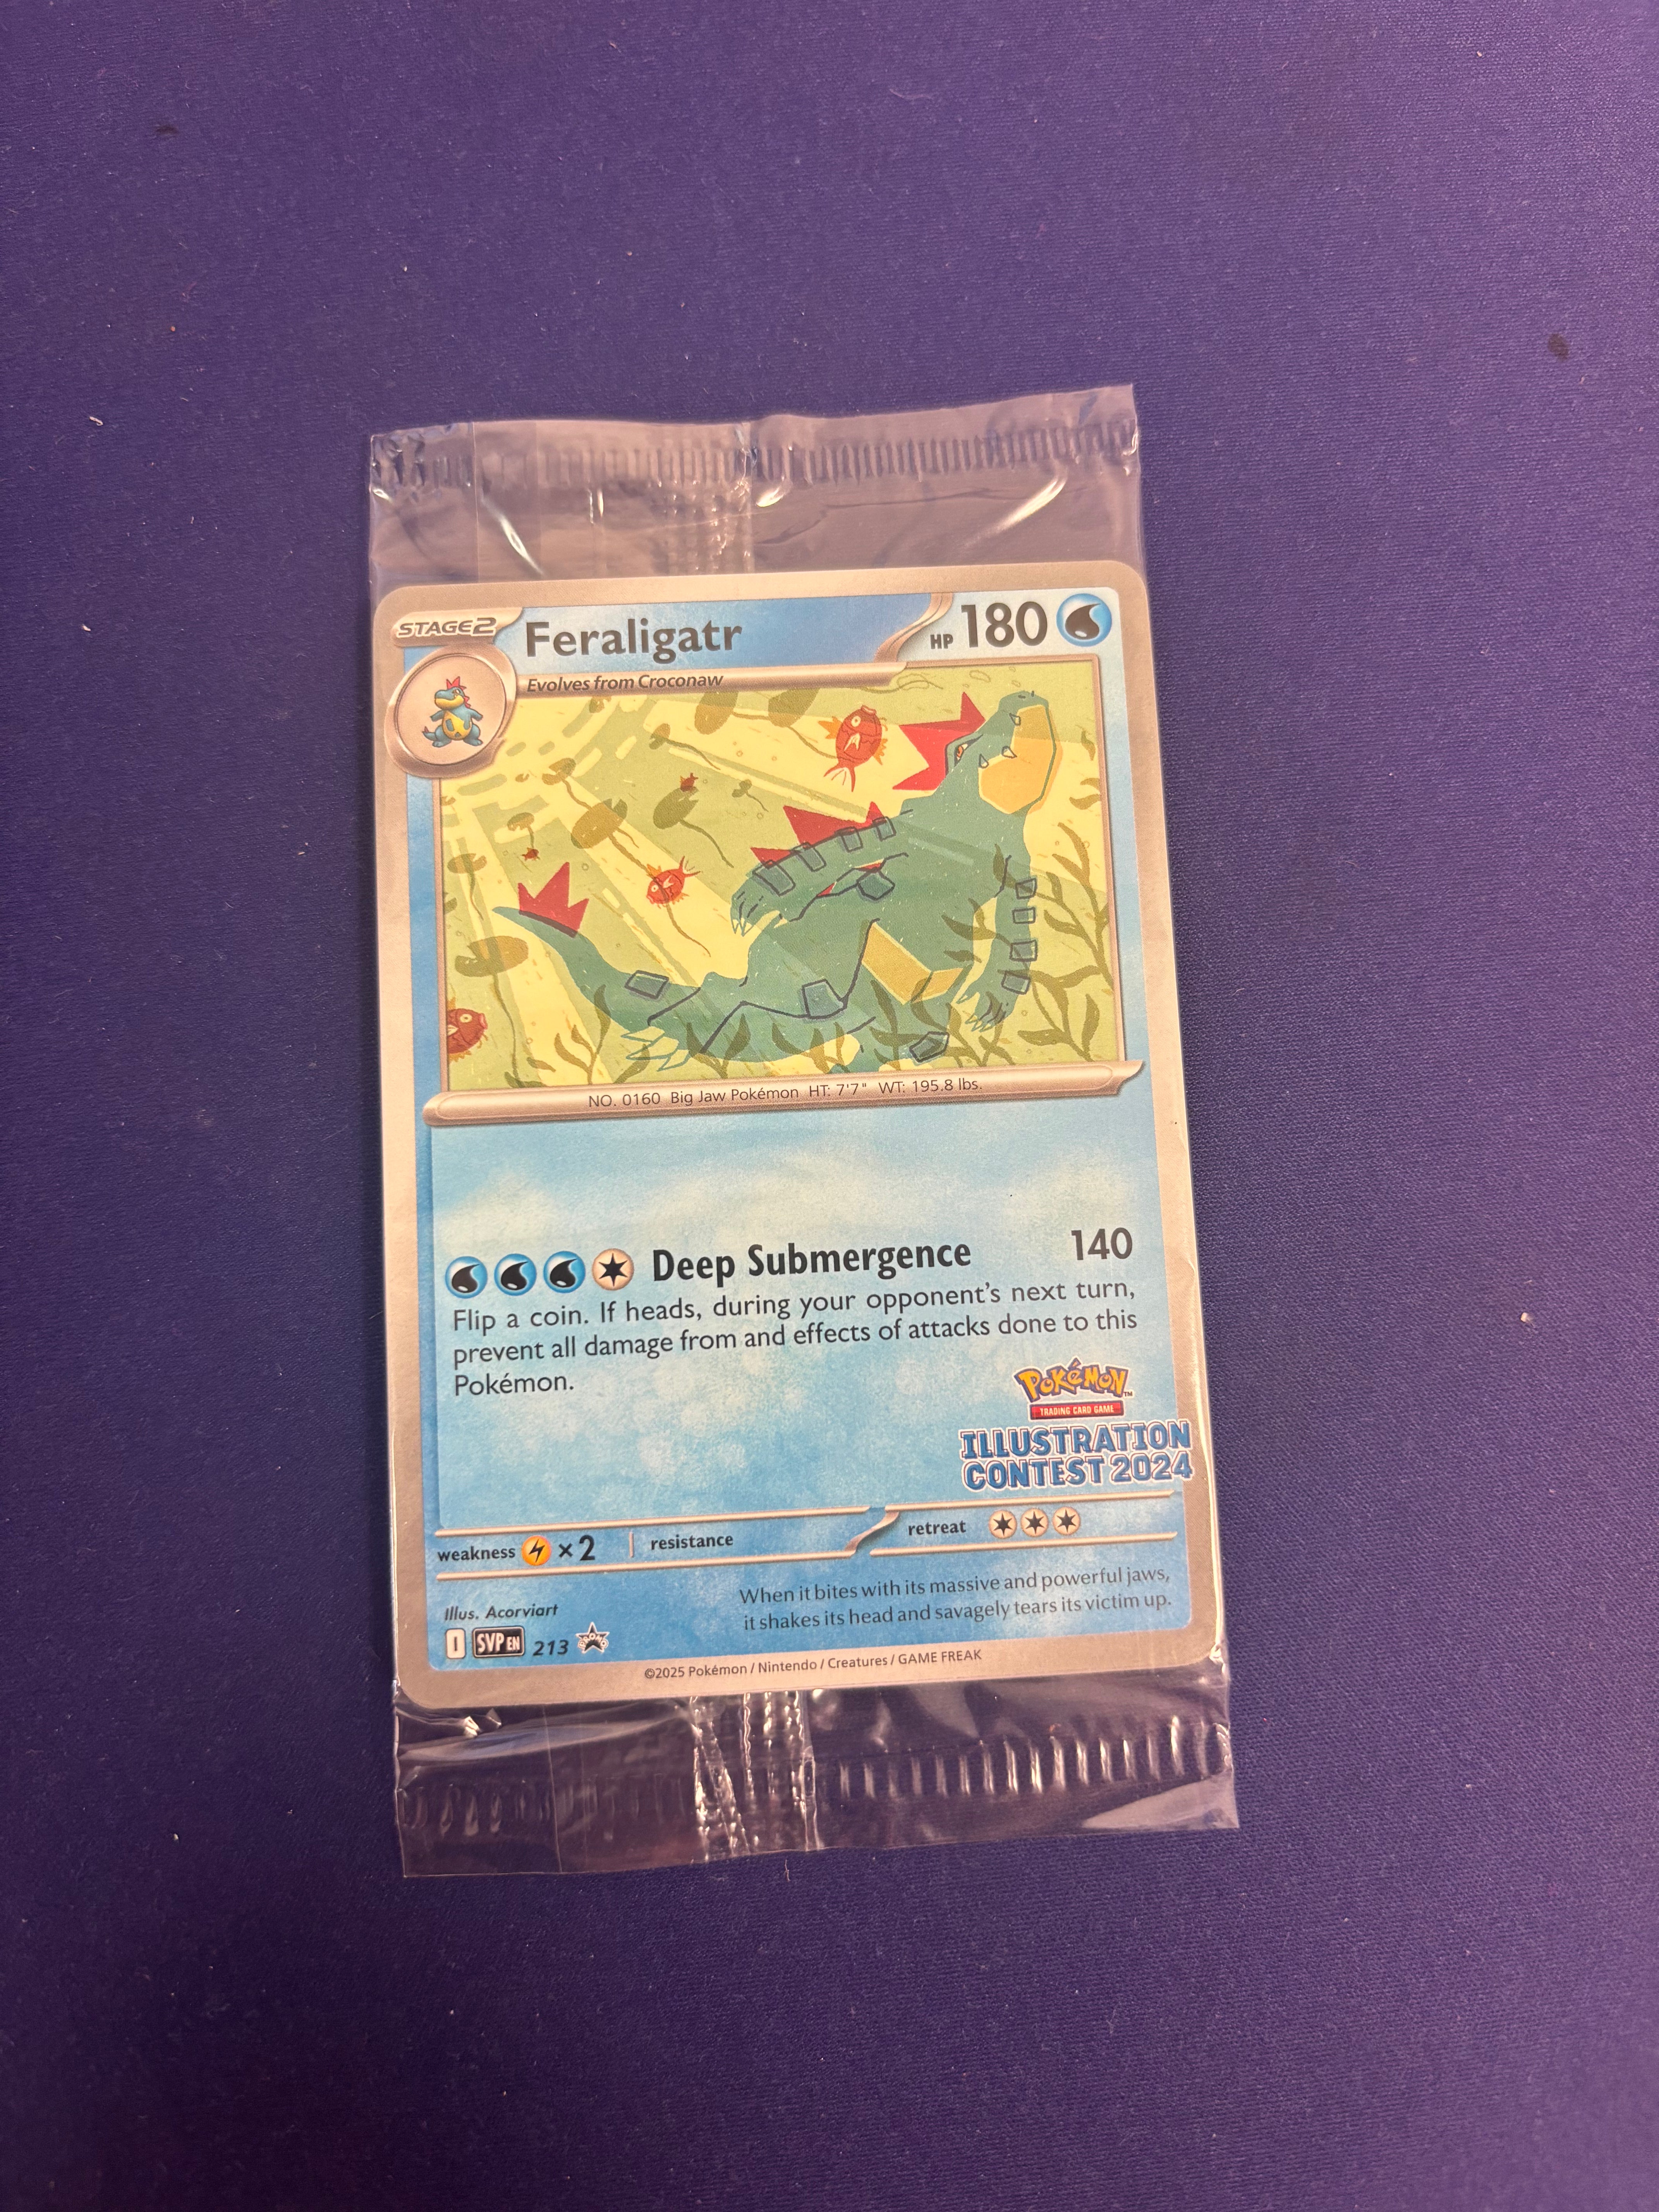 STAGE2
Feraligatr
HP 180
Evolves from Croconaw
NO. 0160 Big Jaw Pokémon HT: 7'7" WT: 195.8 lbs.
Deep Submergence 140
Flip a coin. If heads, during your opponent's next turn,
prevent all damage from and effects of attacks done to this
Pokémon.
POKÉMON™
TRADING CARD GAME
ILLUSTRATION
CONTEST 2024
weakness ×2 resistance
retreat
When it bites with its massive and powerful jaws,
it shakes its head and savagely tears its victim up.
Illus. Acorviart
I SVP EN 213 PROMO
©2025 Pokémon / Nintendo / Creatures / GAME FREAK